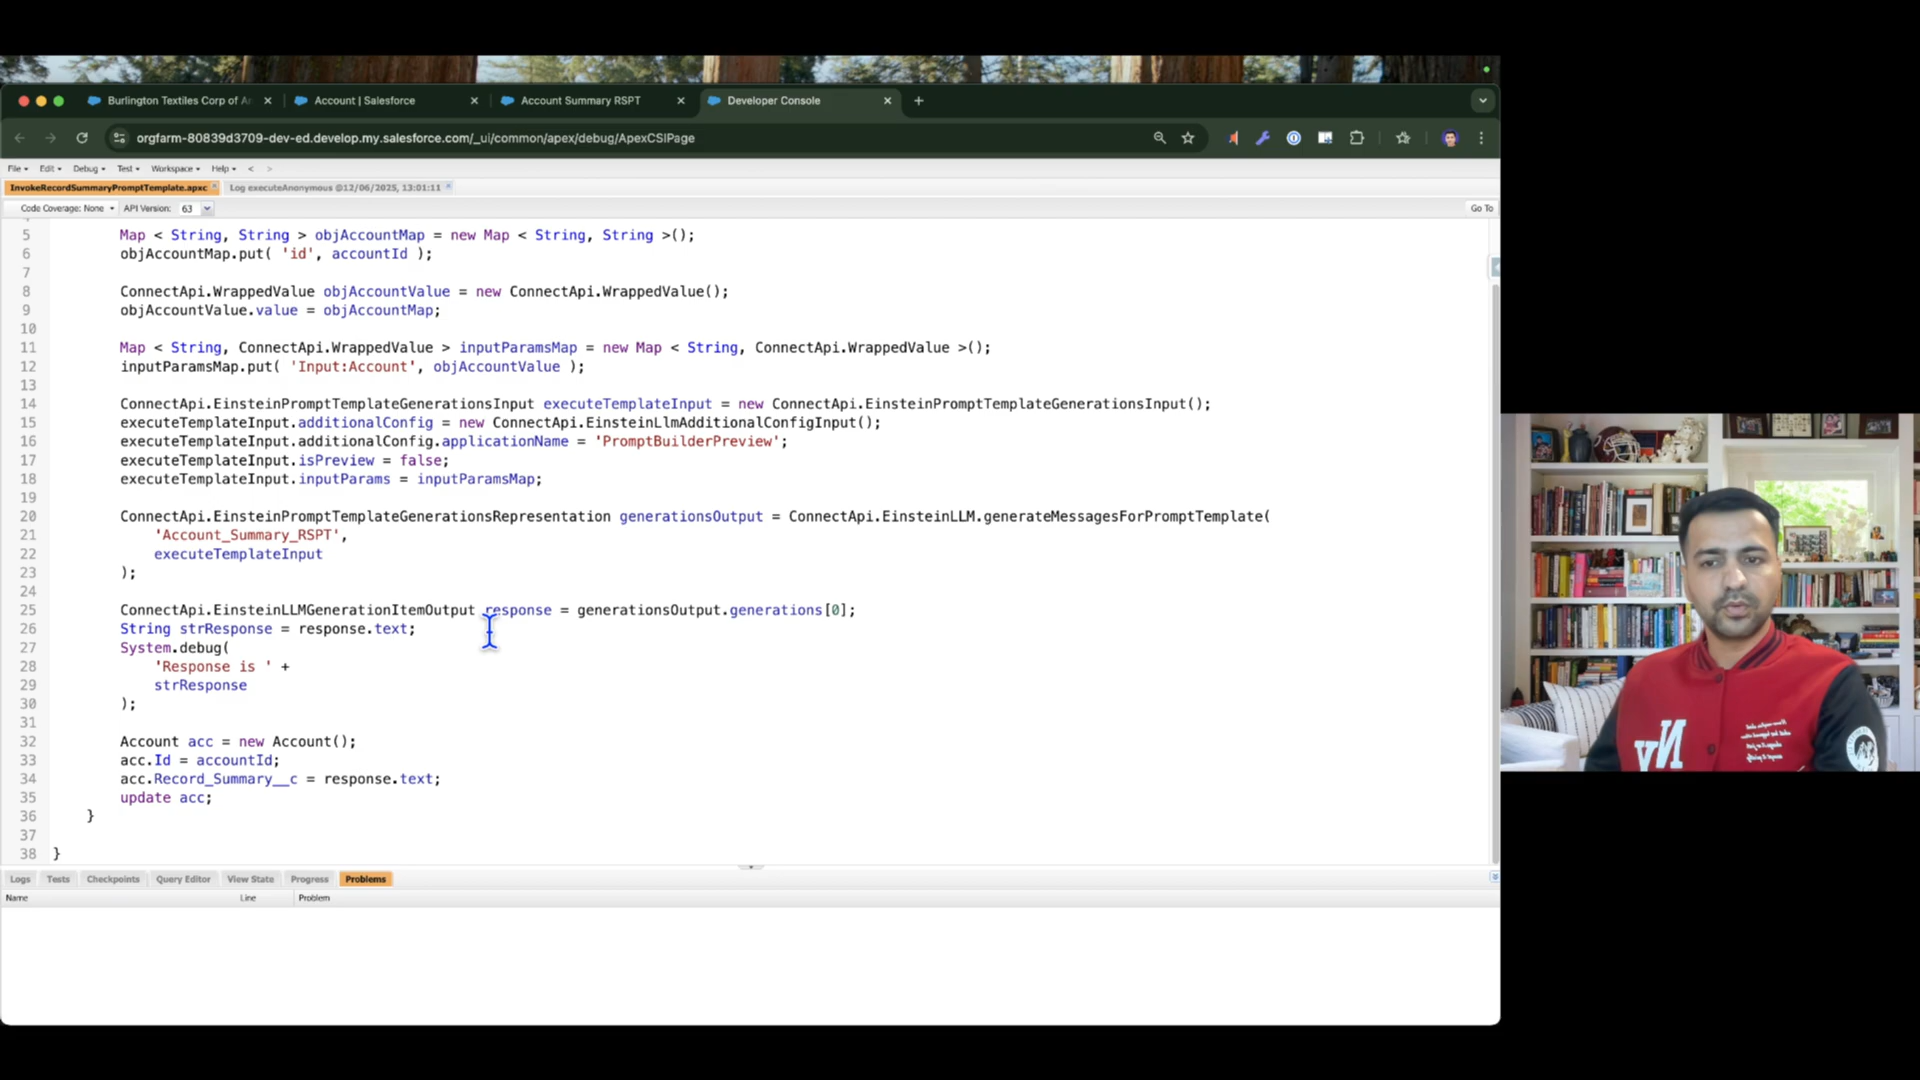 Burlington Textiles Corp of A
Account | Salesforce
Account Summary RSPT
Developer Console
orgfarm-80839d3709-dev-ed.develop.my.salesforce.com/_ui/common/apex/debug/ApexCSIPage
File Edit Debug Test Workspace Help < >
InvokeRecordSummaryPromptTemplate.apxc
Log executeAnonymous @12/06/2025, 13:01:11
Code Coverage: None API Version: 63 Go To
5 Map < String, String > objAccountMap = new Map < String, String >();
6 objAccountMap.put( 'id', accountId );
7
8 ConnectApi.WrappedValue objAccountValue = new ConnectApi.WrappedValue();
9 objAccountValue.value = objAccountMap;
10
11 Map < String, ConnectApi.WrappedValue > inputParamsMap = new Map < String, ConnectApi.WrappedValue >();
12 inputParamsMap.put( 'Input:Account', objAccountValue );
13
14 ConnectApi.EinsteinPromptTemplateGenerationsInput executeTemplateInput = new ConnectApi.EinsteinPromptTemplateGenerationsInput();
15 executeTemplateInput.additionalConfig = new ConnectApi.EinsteinLlmAdditionalConfigInput();
16 executeTemplateInput.additionalConfig.applicationName = 'PromptBuilderPreview';
17 executeTemplateInput.isPreview = false;
18 executeTemplateInput.inputParams = inputParamsMap;
19
20 ConnectApi.EinsteinPromptTemplateGenerationsRepresentation generationsOutput = ConnectApi.EinsteinLLM.generateMessagesForPromptTemplate(
21 'Account_Summary_RSPT',
22 executeTemplateInput
23 );
24
25 ConnectApi.EinsteinLLMGenerationItemOutput response = generationsOutput.generations[0];
26 String strResponse = response.text;
27 System.debug(
28 'Response is ' +
29 strResponse
30 );
31
32 Account acc = new Account();
33 acc.Id = accountId;
34 acc.Record_Summary__c = response.text;
35 update acc;
36 }
37
38 }
Logs Tests Checkpoints Query Editor View State Progress Problems
Name Line Problem